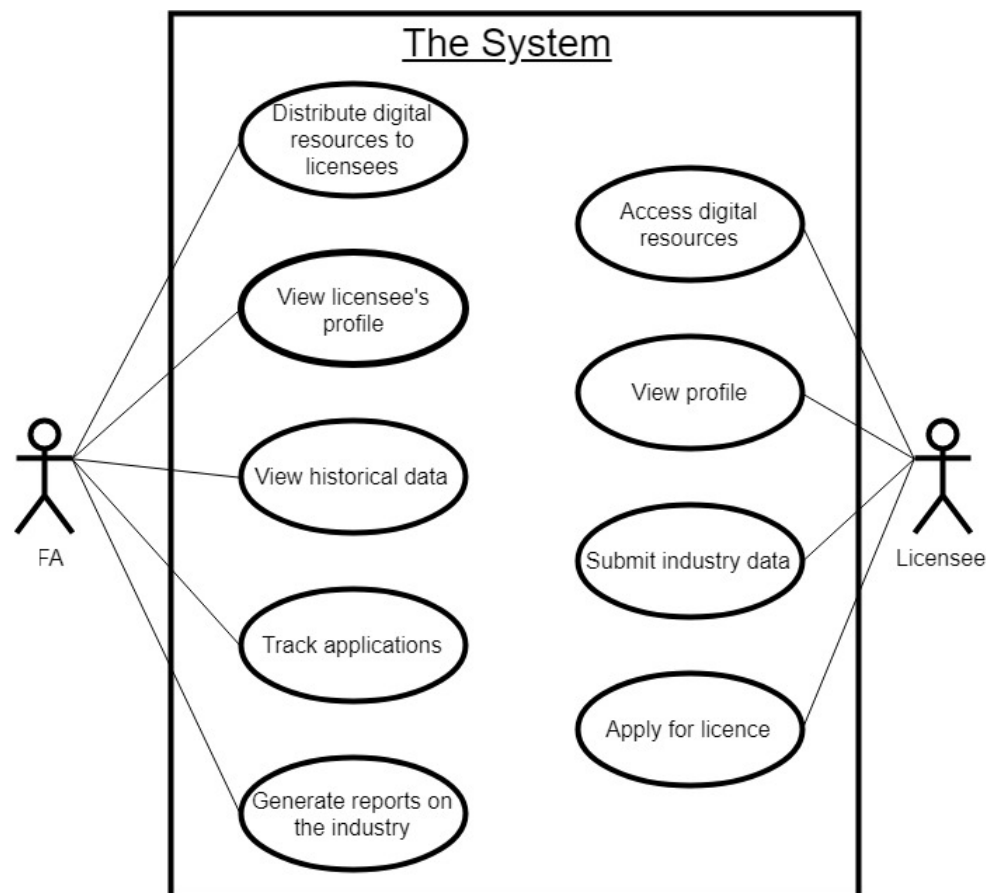 The System
Distribute digital
resources to
licensees
View licensee's
profile
View historical data
Track applications
Generate reports on
the industry
Access digital
resources
View profile
Submit industry data
Apply for licence
FA
Licensee